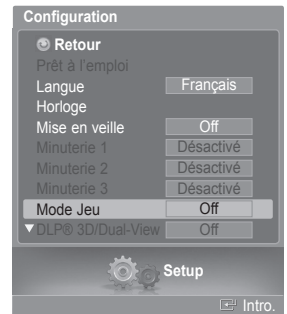 Configuration
Retour
Prêt à l'emploi
Langue Français
Horloge
Mise en veille Off
Minuterie 1 Désactivé
Minuterie 2 Désactivé
Minuterie 3 Désactivé
Mode Jeu Off
▼DLP® 3D/Dual-View Off
Setup
Intro.